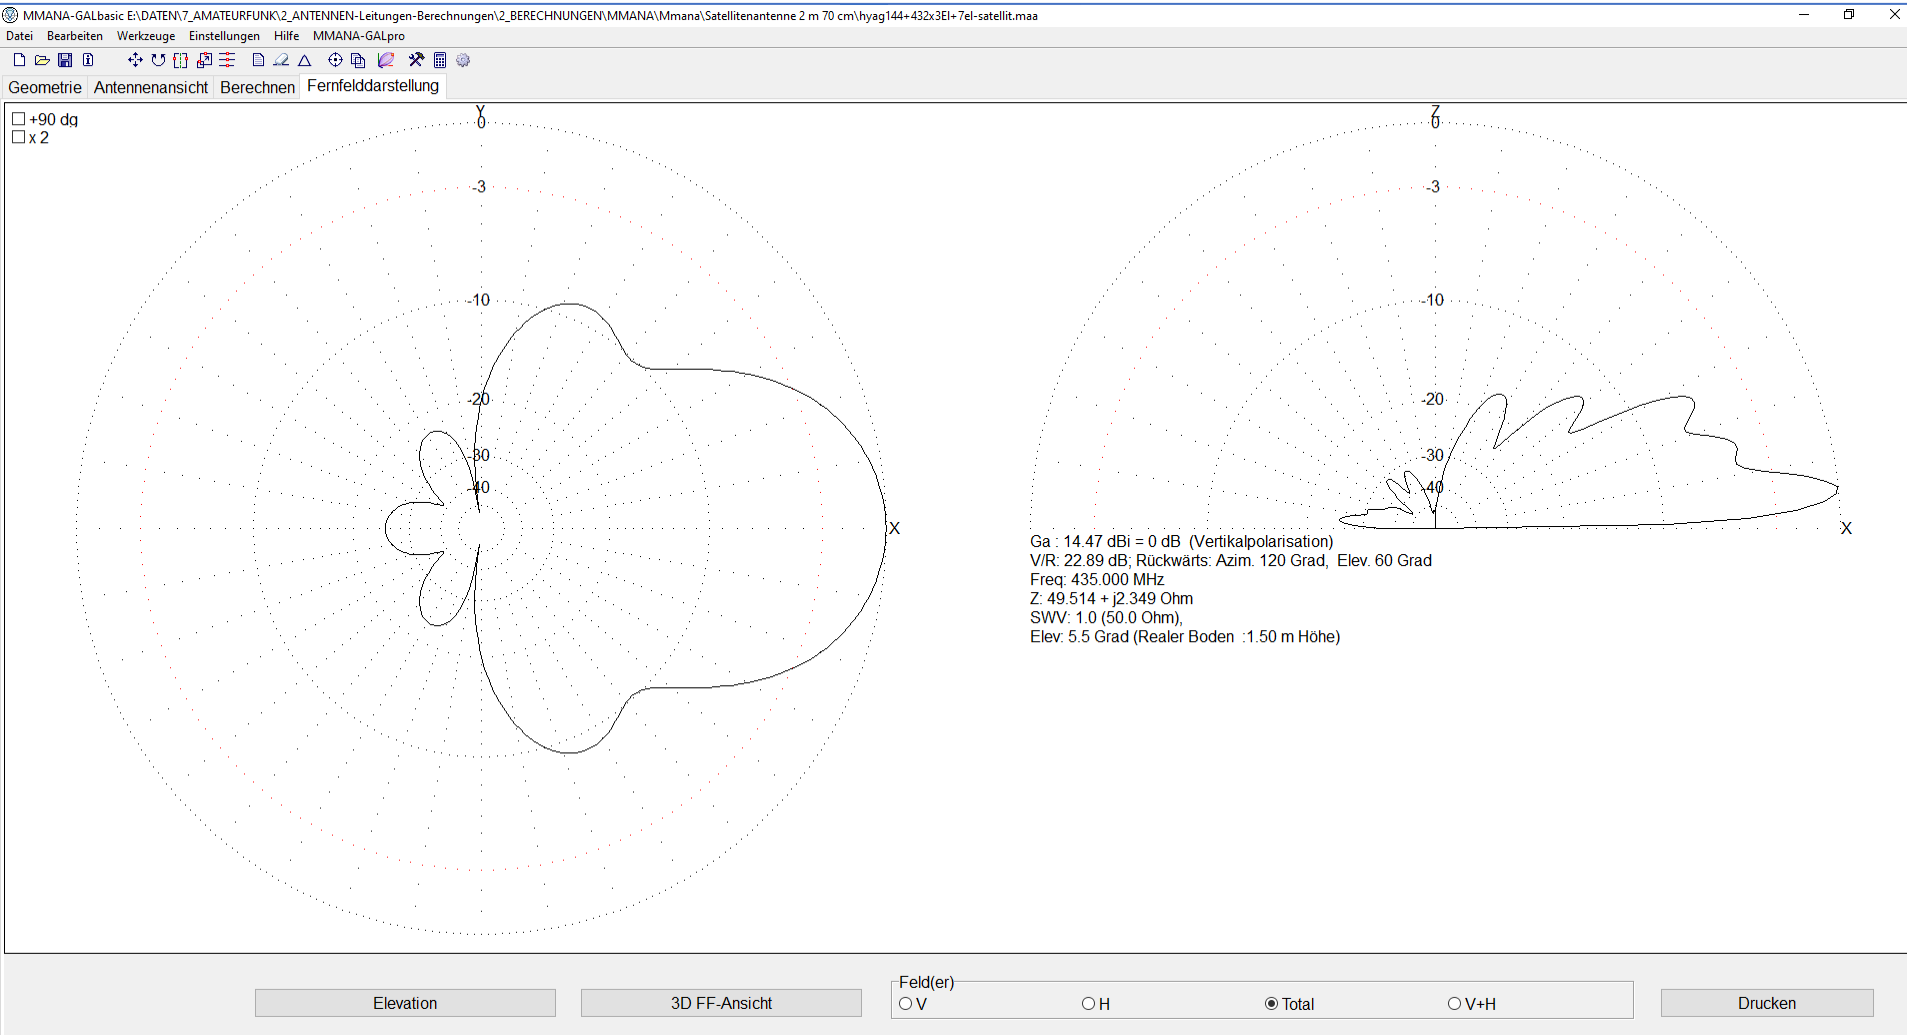 MMANA-GALbasic E:\DATEN\7_AMATEURFUNK\2_ANTENNEN-Leitungen-Berechnungen\2_BERECHNUNGEN\MMANA\Mmana\Satellitenantenne 2 m 70 cm\hyag144+432x3El+7el-satellit.maa
Datei Bearbeiten Werkzeuge Einstellungen Hilfe MMANA-GALpro
Geometrie Antennenansicht Berechnen Fernfelddarstellung
+90 dg
x 2
Y
0
-3
-10
-20
-30
-40
X
Z
0
-3
-10
-20
-30
-40
X
Ga : 14.47 dBi = 0 dB (Vertikalpolarisation)
V/R: 22.89 dB; Rückwärts: Azim. 120 Grad, Elev. 60 Grad
Freq: 435.000 MHz
Z: 49.514 + j2.349 Ohm
SWV: 1.0 (50.0 Ohm),
Elev: 5.5 Grad (Realer Boden :1.50 m Höhe)
Elevation
3D FF-Ansicht
Feld(er)
V H Total V+H
Drucken